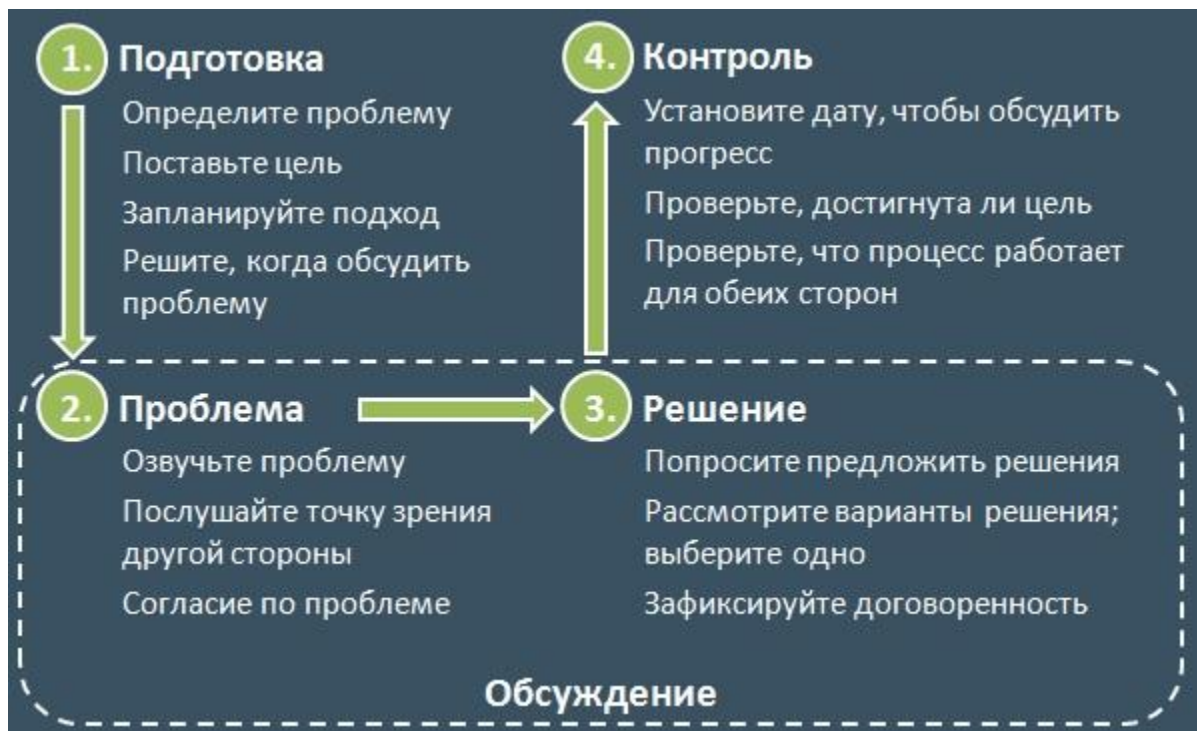 1. Подготовка
Определите проблему
Поставьте цель
Запланируйте подход
Решите, когда обсудить
проблему
2. Проблема
Озвучьте проблему
Послушайте точку зрения
другой стороны
Согласие по проблеме
3. Решение
Попросите предложить решения
Рассмотрите варианты решения;
выберите одно
Зафиксируйте договоренность
4. Контроль
Установите дату, чтобы обсудить
прогресс
Проверьте, достигнута ли цель
Проверьте, что процесс работает
для обеих сторон
Обсуждение